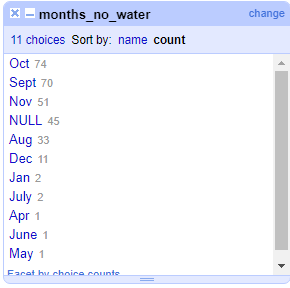 months_no_water change
11 choices Sort by: name count
Oct 74
Sept 70
Nov 51
NULL 45
Aug 33
Dec 11
Jan 2
July 2
Apr 1
June 1
May 1
Facet by choice counts